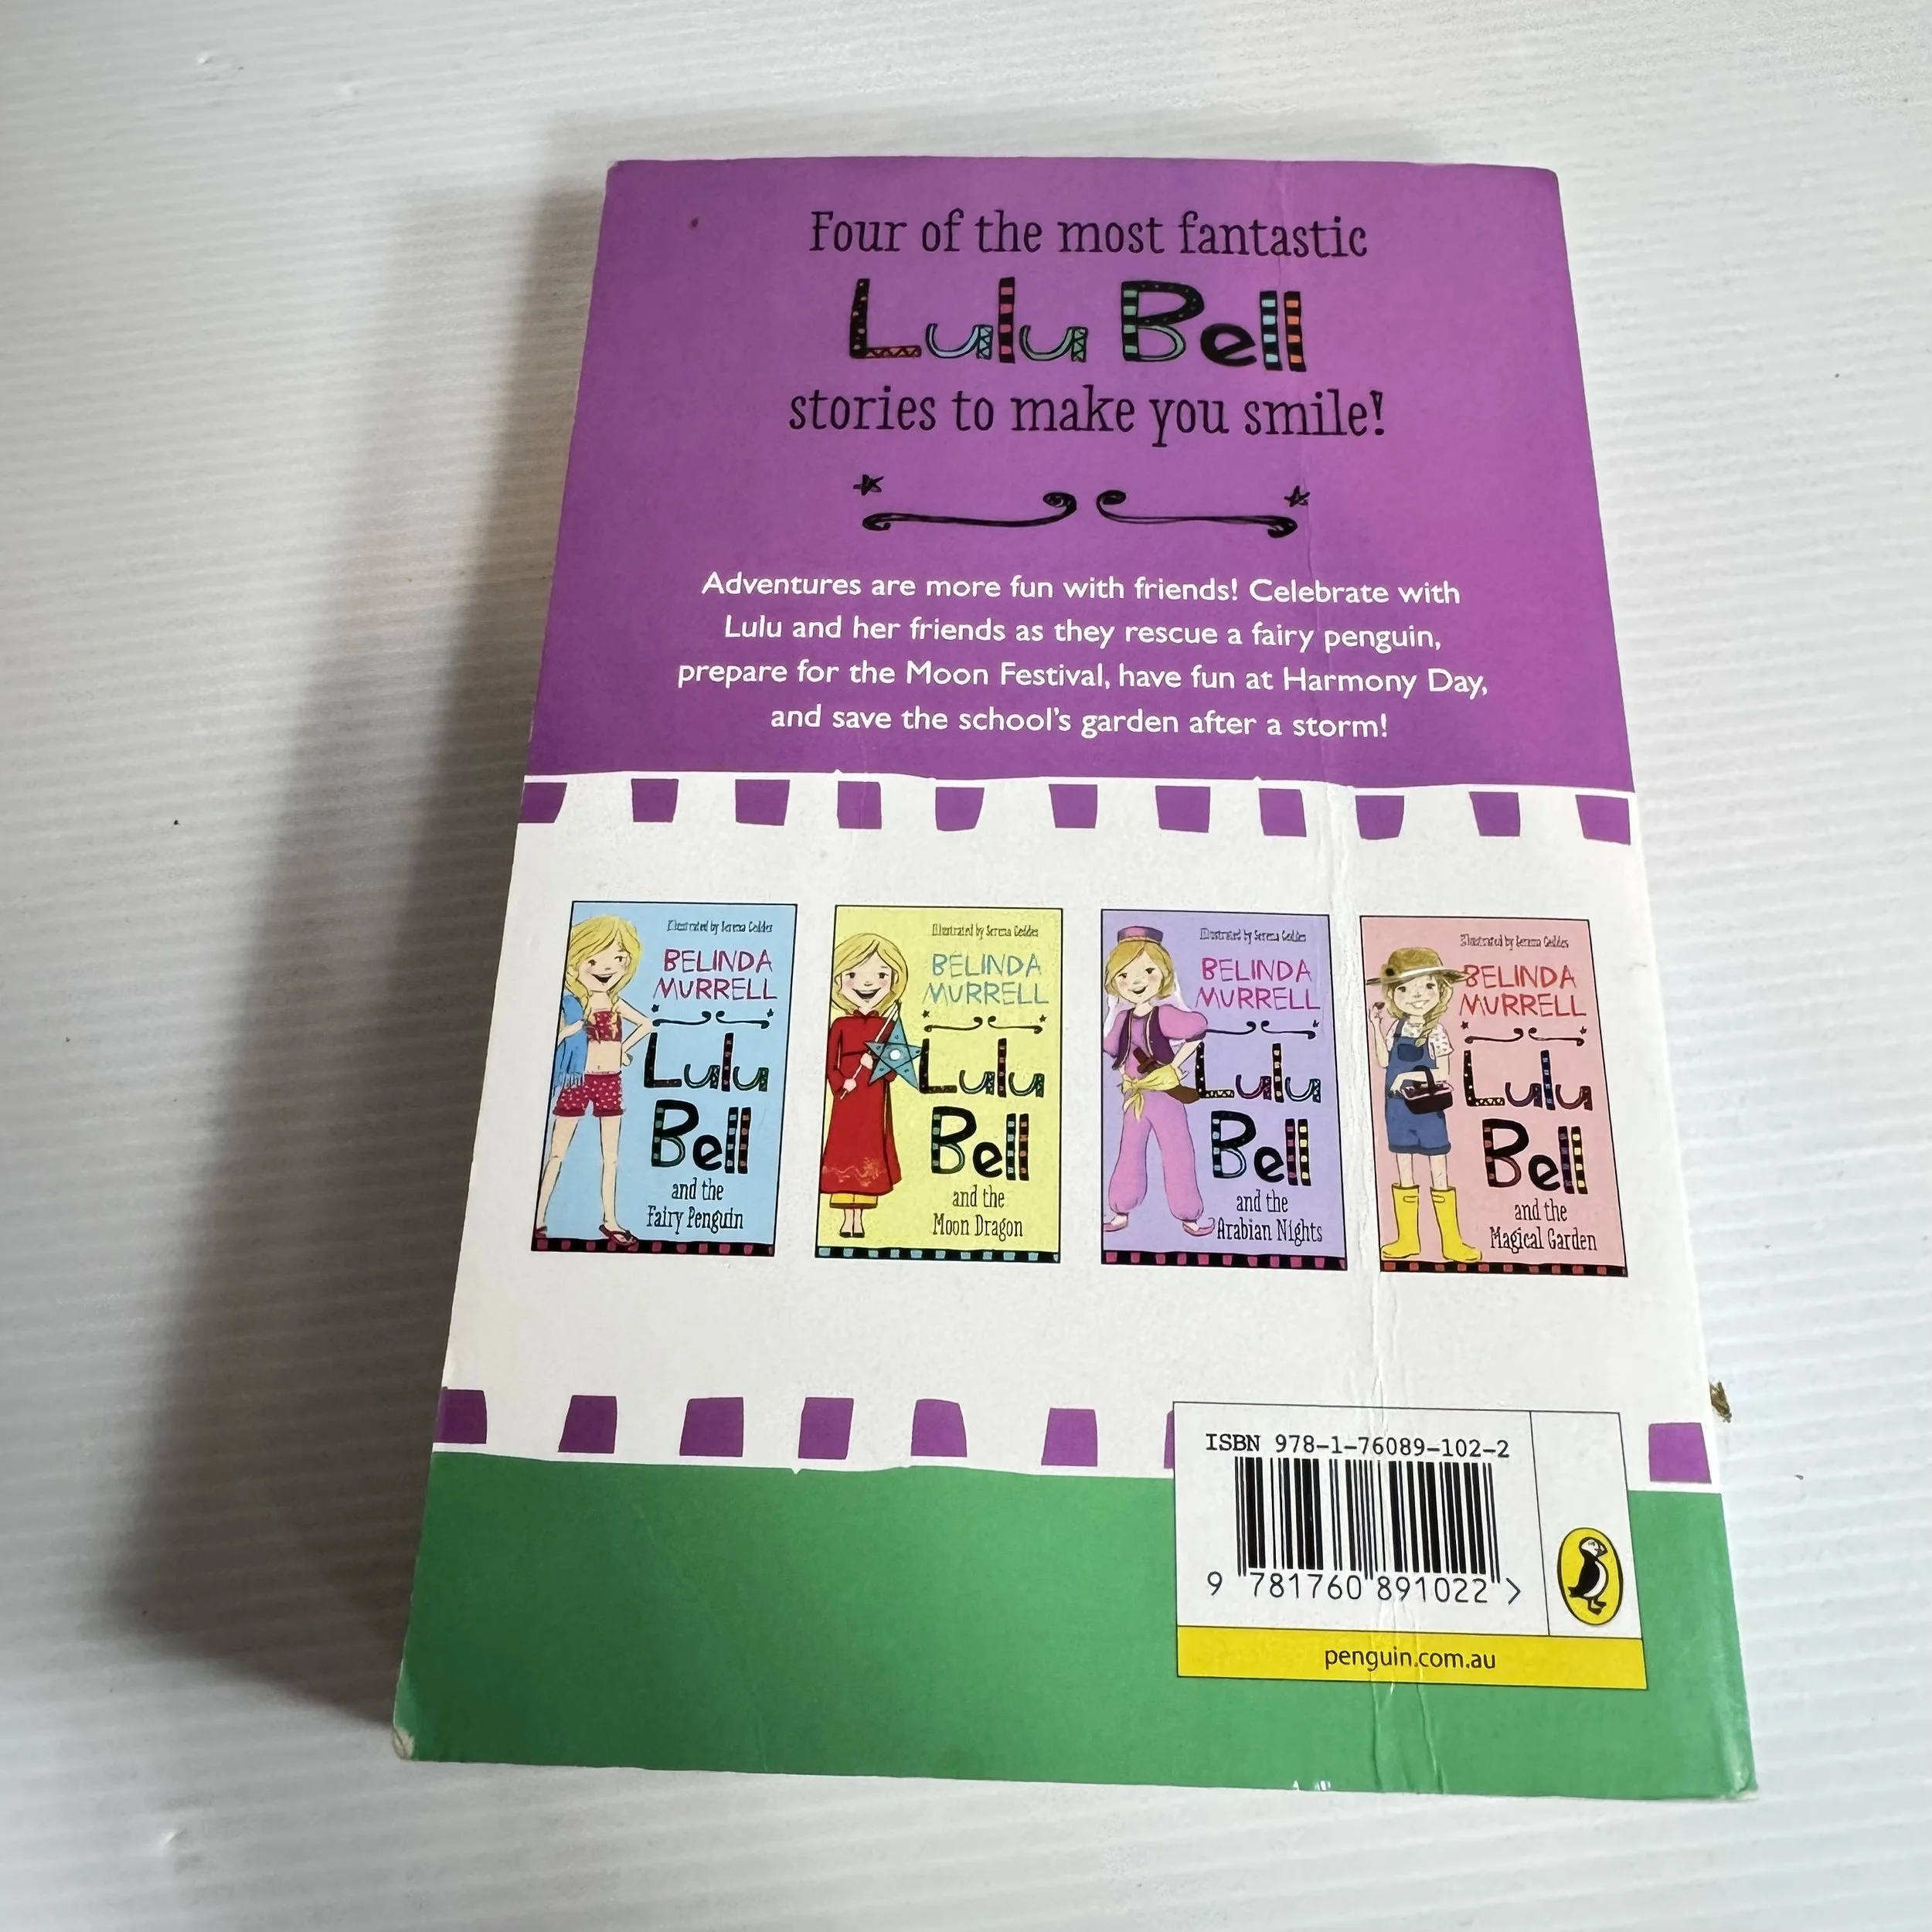 Four of the most fantastic
Lulu Bell
stories to make you smile!
Adventures are more fun with friends! Celebrate with
Lulu and her friends as they rescue a fairy penguin,
prepare for the Moon Festival, have fun at Harmony Day,
and save the school's garden after a storm!
Illustrated by Serena Geddes
BELINDA
MURRELL
Lulu
Bell
and the
Fairy Penguin
Illustrated by Serena Geddes
BELINDA
MURRELL
Lulu
Bell
and the
Moon Dragon
Illustrated by Serena Geddes
BELINDA
MURRELL
Lulu
Bell
and the
Arabian Nights
Illustrated by Serena Geddes
BELINDA
MURRELL
Lulu
Bell
and the
Magical Garden
ISBN 978-1-76089-102-2
9 781760 891022 >
penguin.com.au